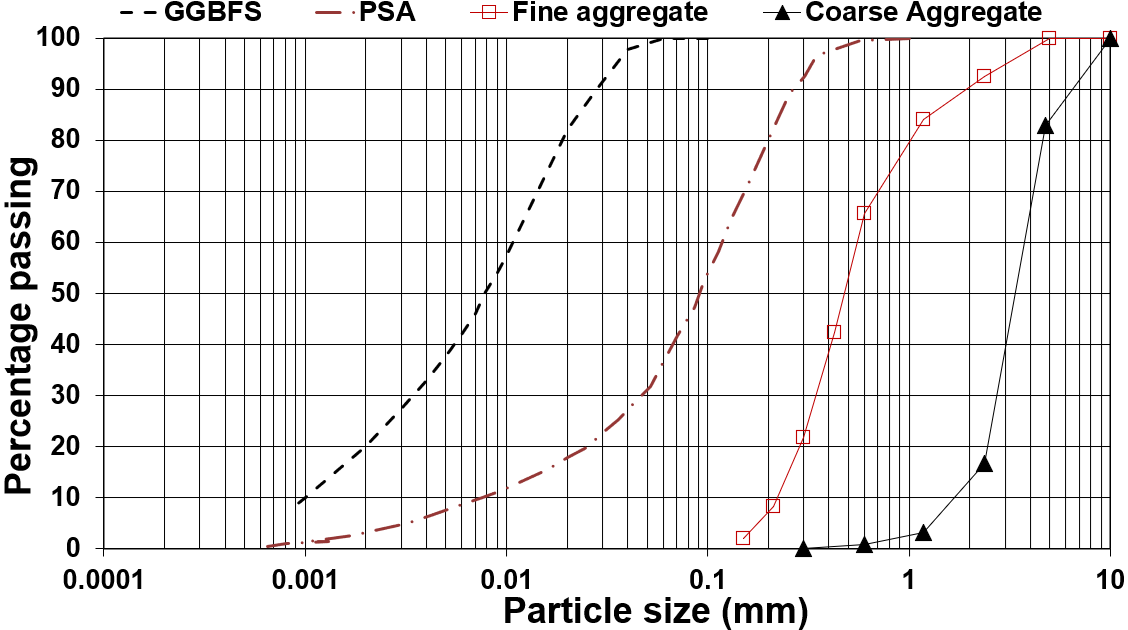 GGBFS PSA Fine aggregate Coarse Aggregate
100
90
80
70
60
50
40
30
20
10
0
Percentage passing
0.0001 0.001 0.01 0.1 1 10
Particle size (mm)